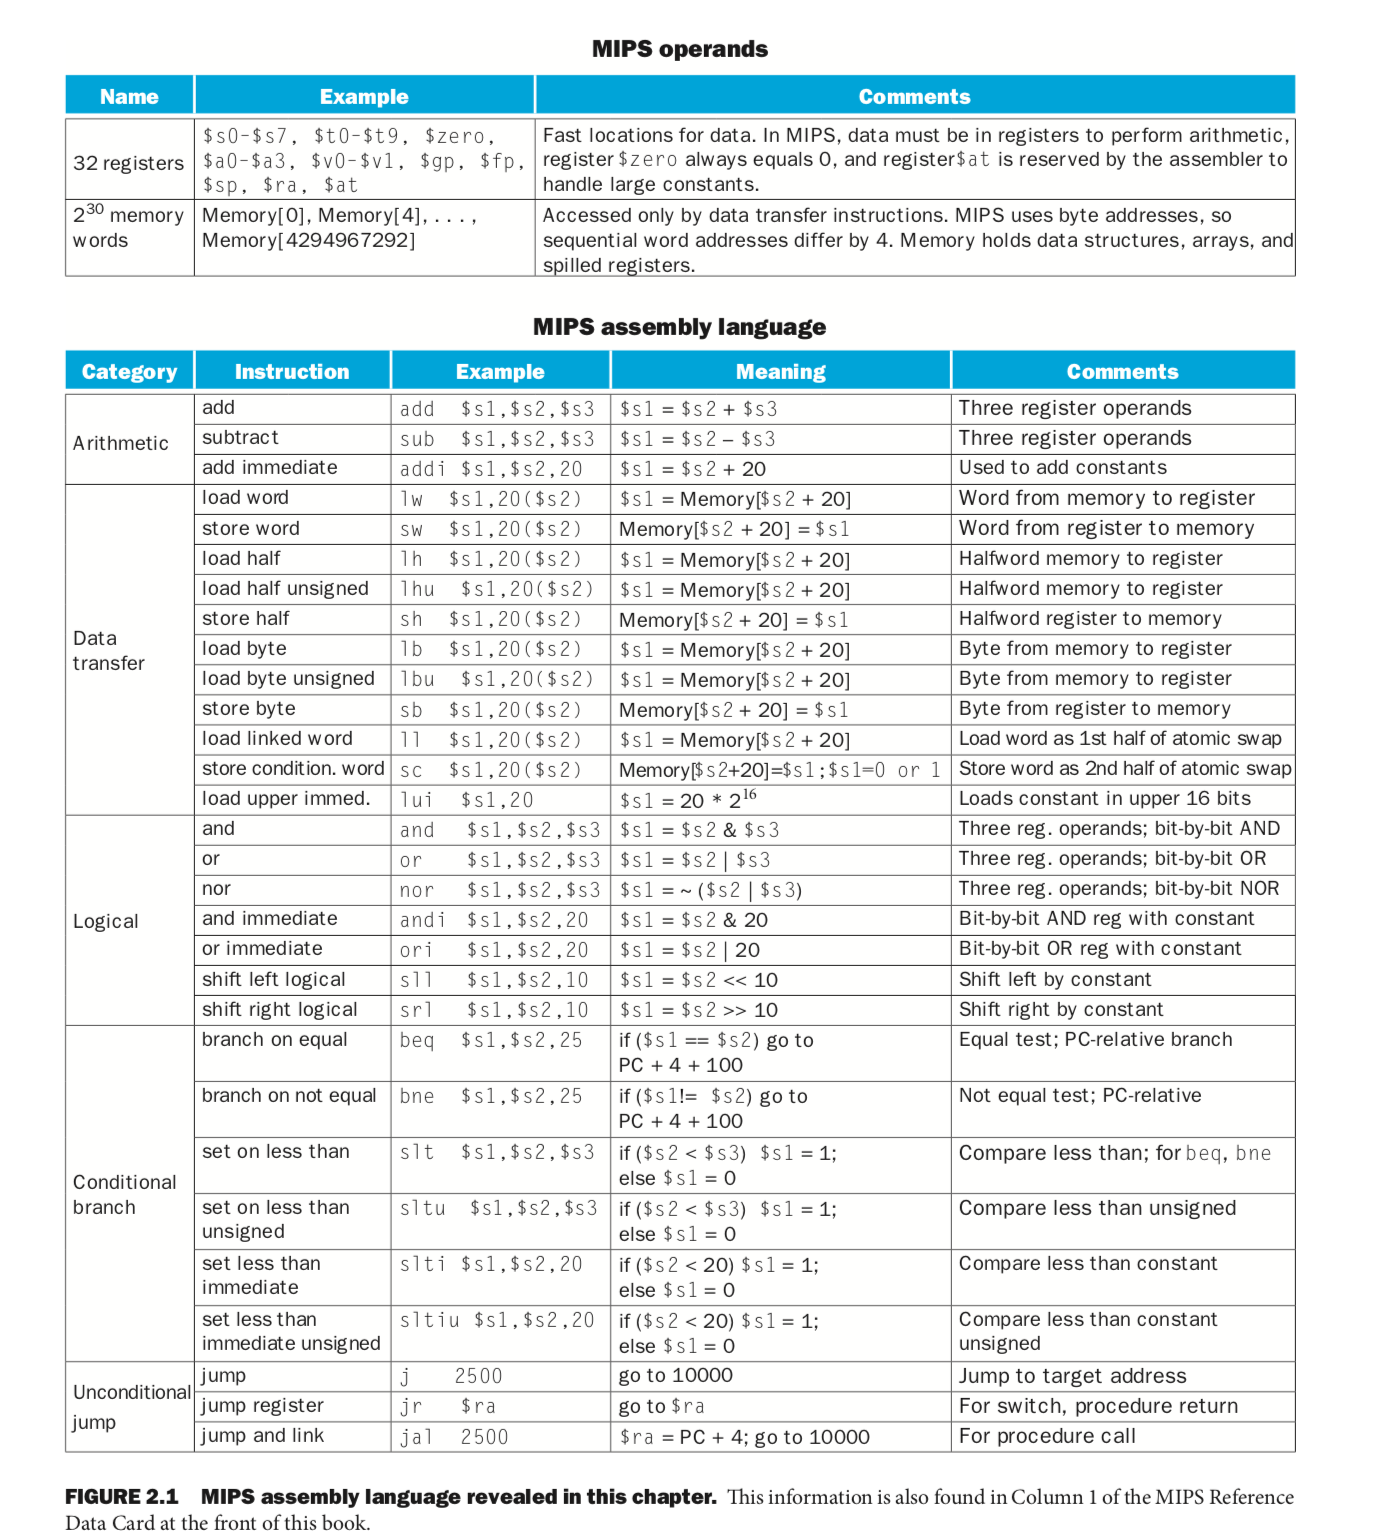 MIPS operands
Name Example Comments
32 registers $s0–$s7, $t0–$t9, $zero, $a0–$a3, $v0–$v1, $gp, $fp, $sp, $ra, $at Fast locations for data. In MIPS, data must be in registers to perform arithmetic, register $zero always equals 0, and register $at is reserved by the assembler to handle large constants.
2^30 memory words Memory[0], Memory[4], . . . , Memory[4294967292] Accessed only by data transfer instructions. MIPS uses byte addresses, so sequential word addresses differ by 4. Memory holds data structures, arrays, and spilled registers.
MIPS assembly language
Category Instruction Example Meaning Comments
Arithmetic
add add $s1,$s2,$s3 $s1 = $s2 + $s3 Three register operands
subtract sub $s1,$s2,$s3 $s1 = $s2 – $s3 Three register operands
add immediate addi $s1,$s2,20 $s1 = $s2 + 20 Used to add constants
Data transfer
load word lw $s1,20($s2) $s1 = Memory[$s2 + 20] Word from memory to register
store word sw $s1,20($s2) Memory[$s2 + 20] = $s1 Word from register to memory
load half lh $s1,20($s2) $s1 = Memory[$s2 + 20] Halfword memory to register
load half unsigned lhu $s1,20($s2) $s1 = Memory[$s2 + 20] Halfword memory to register
store half sh $s1,20($s2) Memory[$s2 + 20] = $s1 Halfword register to memory
load byte lb $s1,20($s2) $s1 = Memory[$s2 + 20] Byte from memory to register
load byte unsigned lbu $s1,20($s2) $s1 = Memory[$s2 + 20] Byte from memory to register
store byte sb $s1,20($s2) Memory[$s2 + 20] = $s1 Byte from register to memory
load linked word ll $s1,20($s2) $s1 = Memory[$s2 + 20] Load word as 1st half of atomic swap
store condition. word sc $s1,20($s2) Memory[$s2+20]=$s1;$s1=0 or 1 Store word as 2nd half of atomic swap
load upper immed. lui $s1,20 $s1 = 20 * 2^16 Loads constant in upper 16 bits
Logical
and and $s1,$s2,$s3 $s1 = $s2 & $s3 Three reg. operands; bit-by-bit AND
or or $s1,$s2,$s3 $s1 = $s2 | $s3 Three reg. operands; bit-by-bit OR
nor nor $s1,$s2,$s3 $s1 = ~ ($s2 | $s3) Three reg. operands; bit-by-bit NOR
and immediate andi $s1,$s2,20 $s1 = $s2 & 20 Bit-by-bit AND reg with constant
or immediate ori $s1,$s2,20 $s1 = $s2 | 20 Bit-by-bit OR reg with constant
shift left logical sll $s1,$s2,10 $s1 = $s2 << 10 Shift left by constant
shift right logical srl $s1,$s2,10 $s1 = $s2 >> 10 Shift right by constant
Conditional branch
branch on equal beq $s1,$s2,25 if ($s1 == $s2) go to PC + 4 + 100 Equal test; PC-relative branch
branch on not equal bne $s1,$s2,25 if ($s1!= $s2) go to PC + 4 + 100 Not equal test; PC-relative
set on less than slt $s1,$s2,$s3 if ($s2 < $s3) $s1 = 1; else $s1 = 0 Compare less than; for beq, bne
set on less than unsigned sltu $s1,$s2,$s3 if ($s2 < $s3) $s1 = 1; else $s1 = 0 Compare less than unsigned
set less than immediate slti $s1,$s2,20 if ($s2 < 20) $s1 = 1; else $s1 = 0 Compare less than constant
set less than immediate unsigned sltiu $s1,$s2,20 if ($s2 < 20) $s1 = 1; else $s1 = 0 Compare less than constant unsigned
Unconditional jump
jump j 2500 go to 10000 Jump to target address
jump register jr $ra go to $ra For switch, procedure return
jump and link jal 2500 $ra = PC + 4; go to 10000 For procedure call
FIGURE 2.1 MIPS assembly language revealed in this chapter. This information is also found in Column 1 of the MIPS Reference
Data Card at the front of this book.